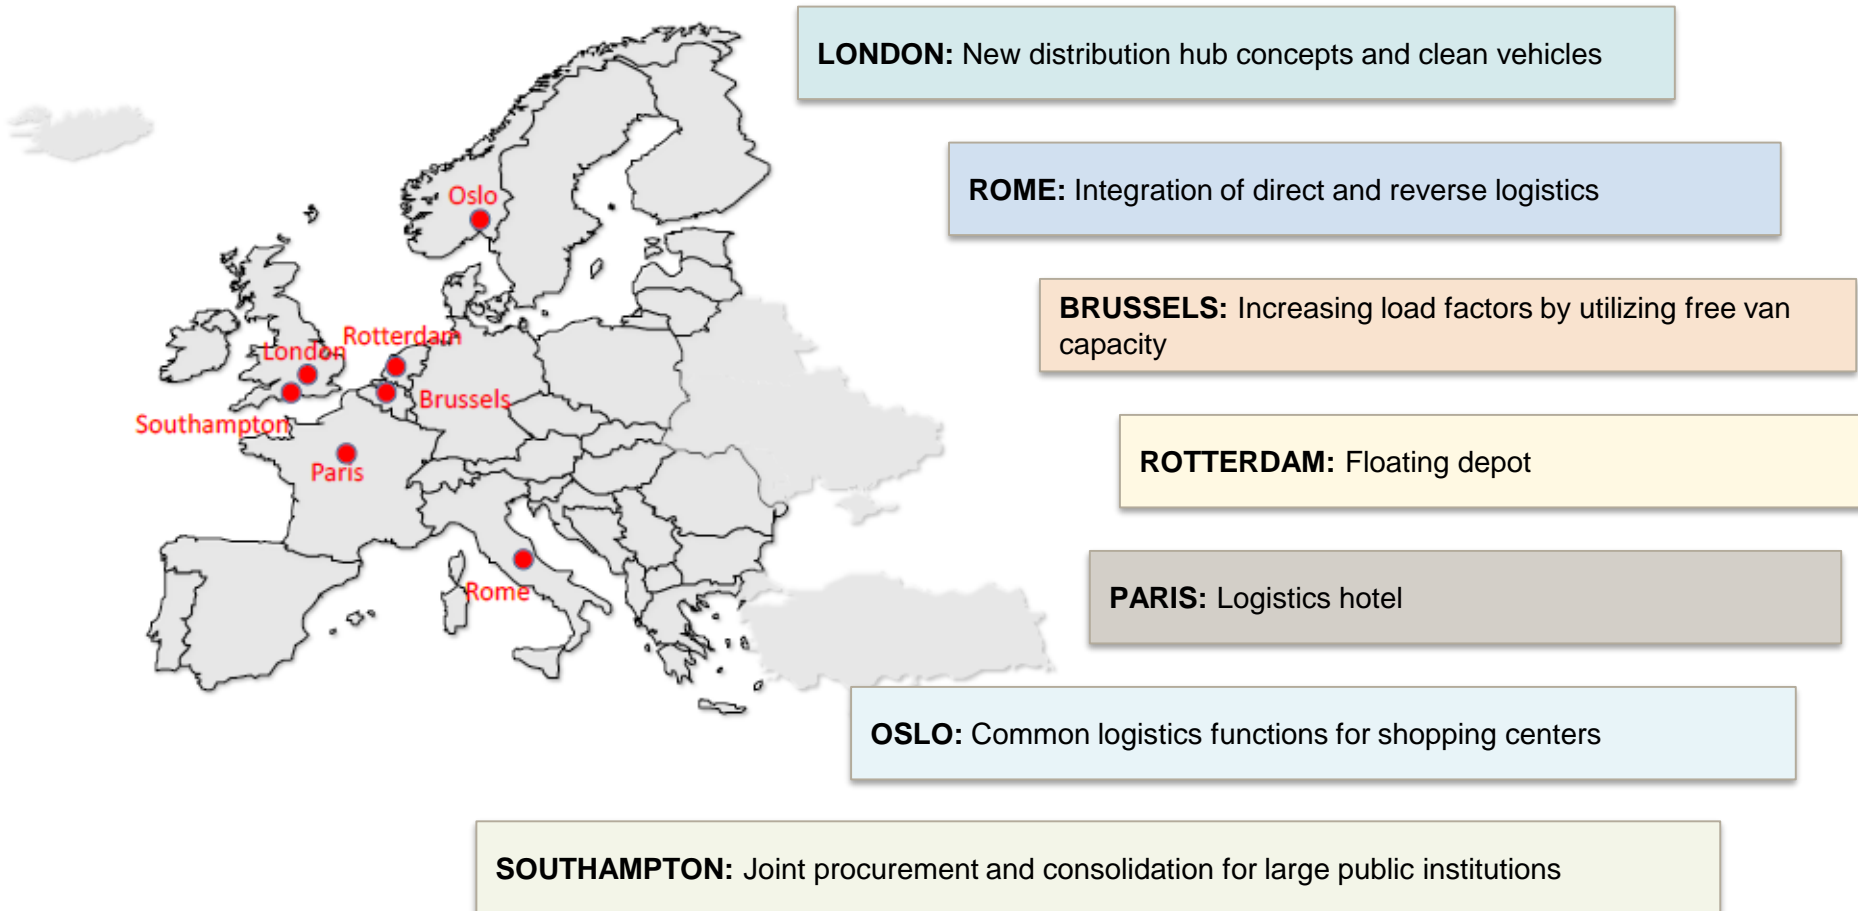 LONDON: New distribution hub concepts and clean vehicles
ROME: Integration of direct and reverse logistics
BRUSSELS: Increasing load factors by utilizing free van
capacity
ROTTERDAM: Floating depot
PARIS: Logistics hotel
OSLO: Common logistics functions for shopping centers
SOUTHAMPTON: Joint procurement and consolidation for large public institutions
Oslo
Rotterdam
London
Brussels
Southampton
Paris
Rome